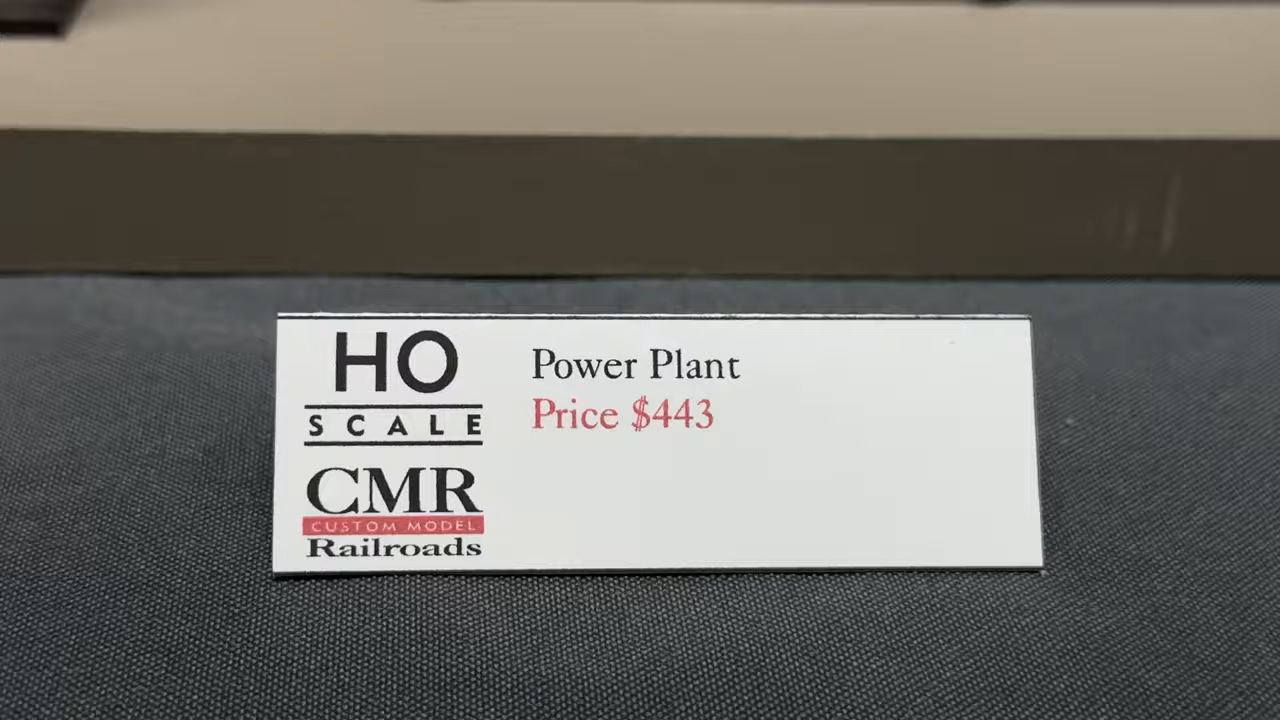 HO
SCALE
CMR
CUSTOM MODEL
Railroads
Power Plant
Price $443